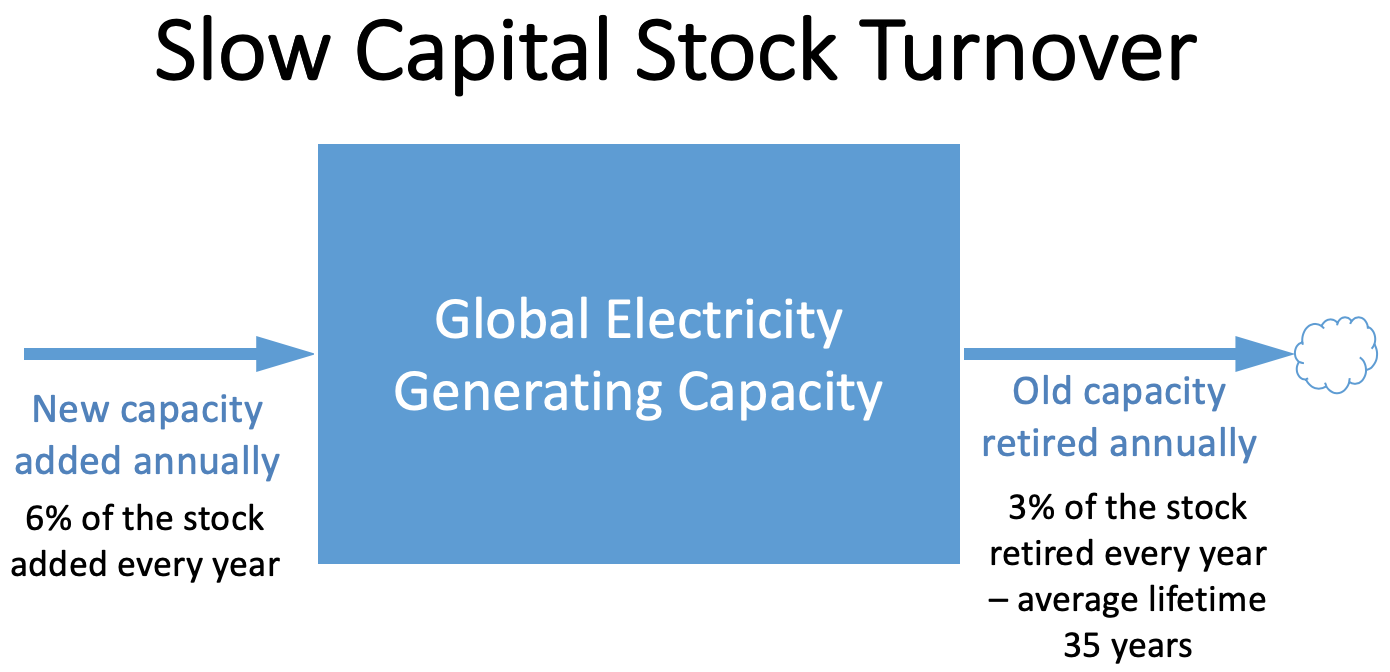 Slow Capital Stock Turnover
Global Electricity
Generating Capacity
New capacity
added annually
6% of the stock
added every year
Old capacity
retired annually
3% of the stock
retired every year
– average lifetime
35 years